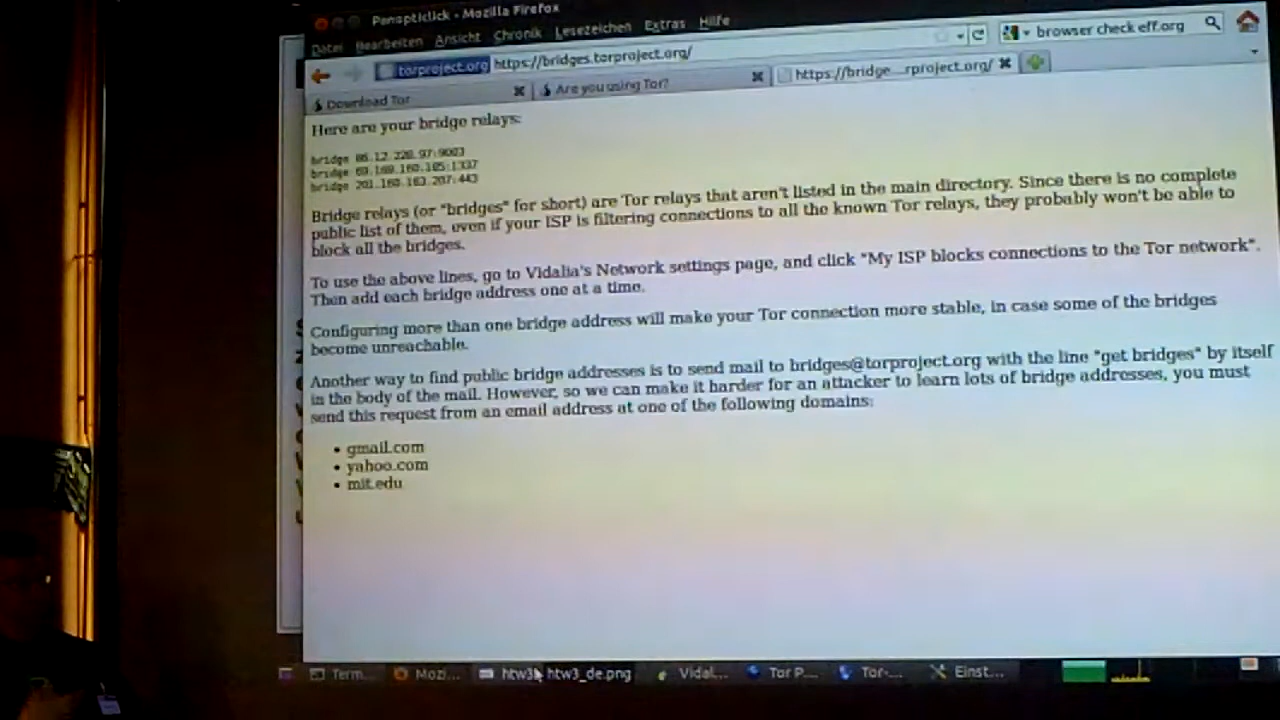 Panopticlick - Mozilla Firefox
Datei Bearbeiten Ansicht Chronik Lesezeichen Extras Hilfe
torproject.org https://bridges.torproject.org/
browser check eff.org
Download Tor
Are you using Tor?
https://bridge...rproject.org/
Here are your bridge relays:
bridge
bridge
bridge
Bridge relays (or "bridges" for short) are Tor relays that aren't listed in the main directory. Since there is no complete
public list of them, even if your ISP is filtering connections to all the known Tor relays, they probably won't be able to
block all the bridges.
To use the above lines, go to Vidalia's Network settings page, and click "My ISP blocks connections to the Tor network".
Then add each bridge address one at a time.
Configuring more than one bridge address will make your Tor connection more stable, in case some of the bridges
become unreachable.
Another way to find public bridge addresses is to send mail to bridges@torproject.org with the line "get bridges" by itself
in the body of the mail. However, so we can make it harder for an attacker to learn lots of bridge addresses, you must
send this request from an email address at one of the following domains:
• gmail.com
• yahoo.com
• mit.edu
Term... Mozi... htw3_de.png Vidal... Tor P... Tor-... Einst...